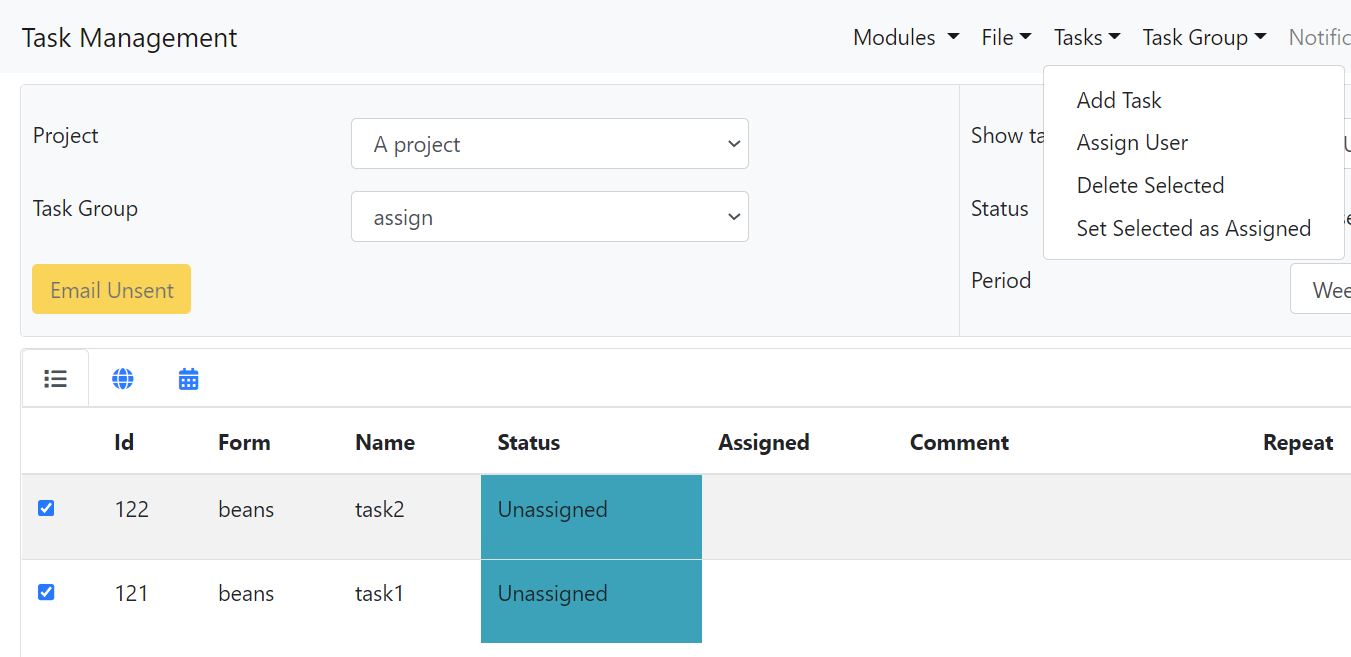 Task Management
Modules File Tasks Task Group Notific
Add Task
Assign User
Delete Selected
Set Selected as Assigned
Project A project
Show ta
Task Group assign
Status
Email Unsent
Period Wee
Id Form Name Status Assigned Comment Repeat
122 beans task2 Unassigned
121 beans task1 Unassigned